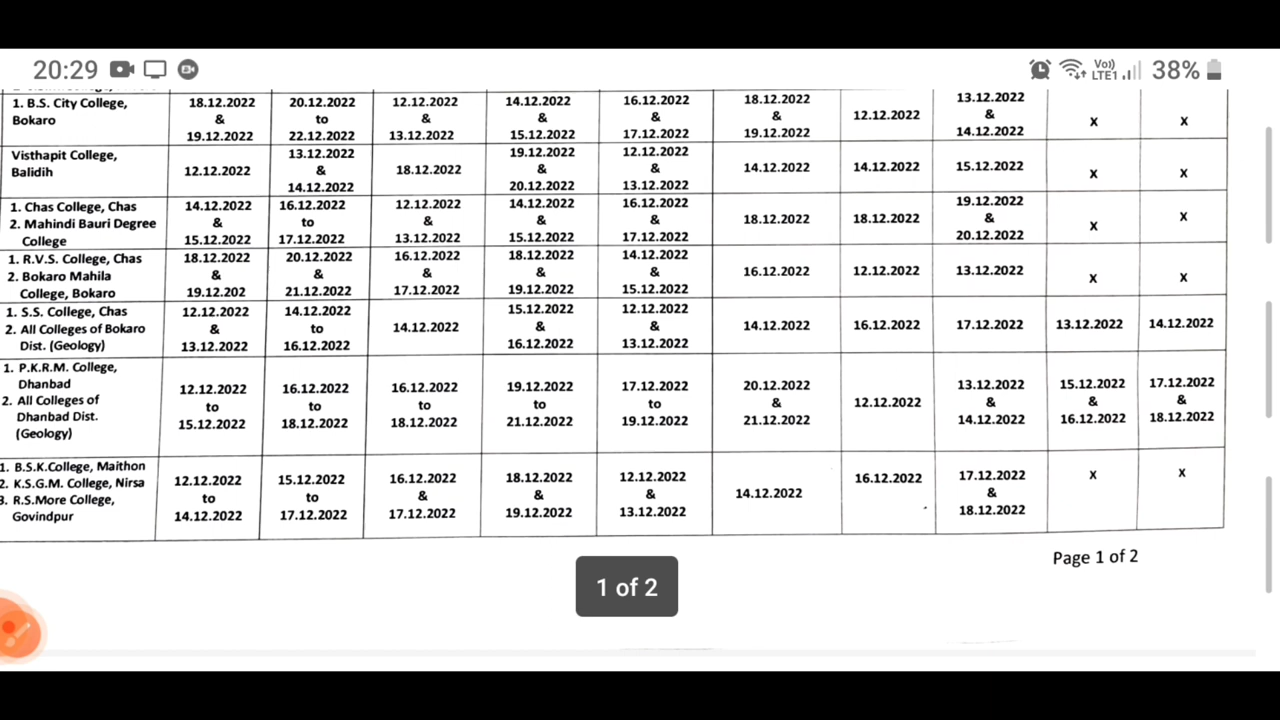 20:29 Vo)) LTE1 38%
1. B.S. City College, Bokaro 18.12.2022 & 19.12.2022 20.12.2022 to 22.12.2022 12.12.2022 & 13.12.2022 14.12.2022 & 15.12.2022 16.12.2022 & 17.12.2022 18.12.2022 & 19.12.2022 12.12.2022 13.12.2022 & 14.12.2022 x x
Visthapit College, Balidih 12.12.2022 13.12.2022 & 14.12.2022 18.12.2022 19.12.2022 & 20.12.2022 12.12.2022 & 13.12.2022 14.12.2022 14.12.2022 15.12.2022 x x
1. Chas College, Chas 2. Mahindi Bauri Degree College 14.12.2022 & 15.12.2022 16.12.2022 to 17.12.2022 12.12.2022 & 13.12.2022 14.12.2022 & 15.12.2022 16.12.2022 & 17.12.2022 18.12.2022 18.12.2022 19.12.2022 & 20.12.2022 x x
1. R.V.S. College, Chas 2. Bokaro Mahila College, Bokaro 18.12.2022 & 19.12.202 20.12.2022 & 21.12.2022 16.12.2022 & 17.12.2022 18.12.2022 & 19.12.2022 14.12.2022 & 15.12.2022 16.12.2022 12.12.2022 13.12.2022 x x
1. S.S. College, Chas 2. All Colleges of Bokaro Dist. (Geology) 12.12.2022 & 13.12.2022 14.12.2022 to 16.12.2022 14.12.2022 15.12.2022 & 16.12.2022 12.12.2022 & 13.12.2022 14.12.2022 16.12.2022 17.12.2022 13.12.2022 14.12.2022
1. P.K.R.M. College, Dhanbad 2. All Colleges of Dhanbad Dist. (Geology) 12.12.2022 to 15.12.2022 16.12.2022 to 18.12.2022 16.12.2022 to 18.12.2022 19.12.2022 to 21.12.2022 17.12.2022 to 19.12.2022 20.12.2022 & 21.12.2022 12.12.2022 13.12.2022 & 14.12.2022 15.12.2022 & 16.12.2022 17.12.2022 & 18.12.2022
1. B.S.K.College, Maithon 2. K.S.G.M. College, Nirsa 3. R.S.More College, Govindpur 12.12.2022 to 14.12.2022 15.12.2022 to 17.12.2022 16.12.2022 & 17.12.2022 18.12.2022 & 19.12.2022 12.12.2022 & 13.12.2022 14.12.2022 16.12.2022 17.12.2022 & 18.12.2022 x x
Page 1 of 2
1 of 2